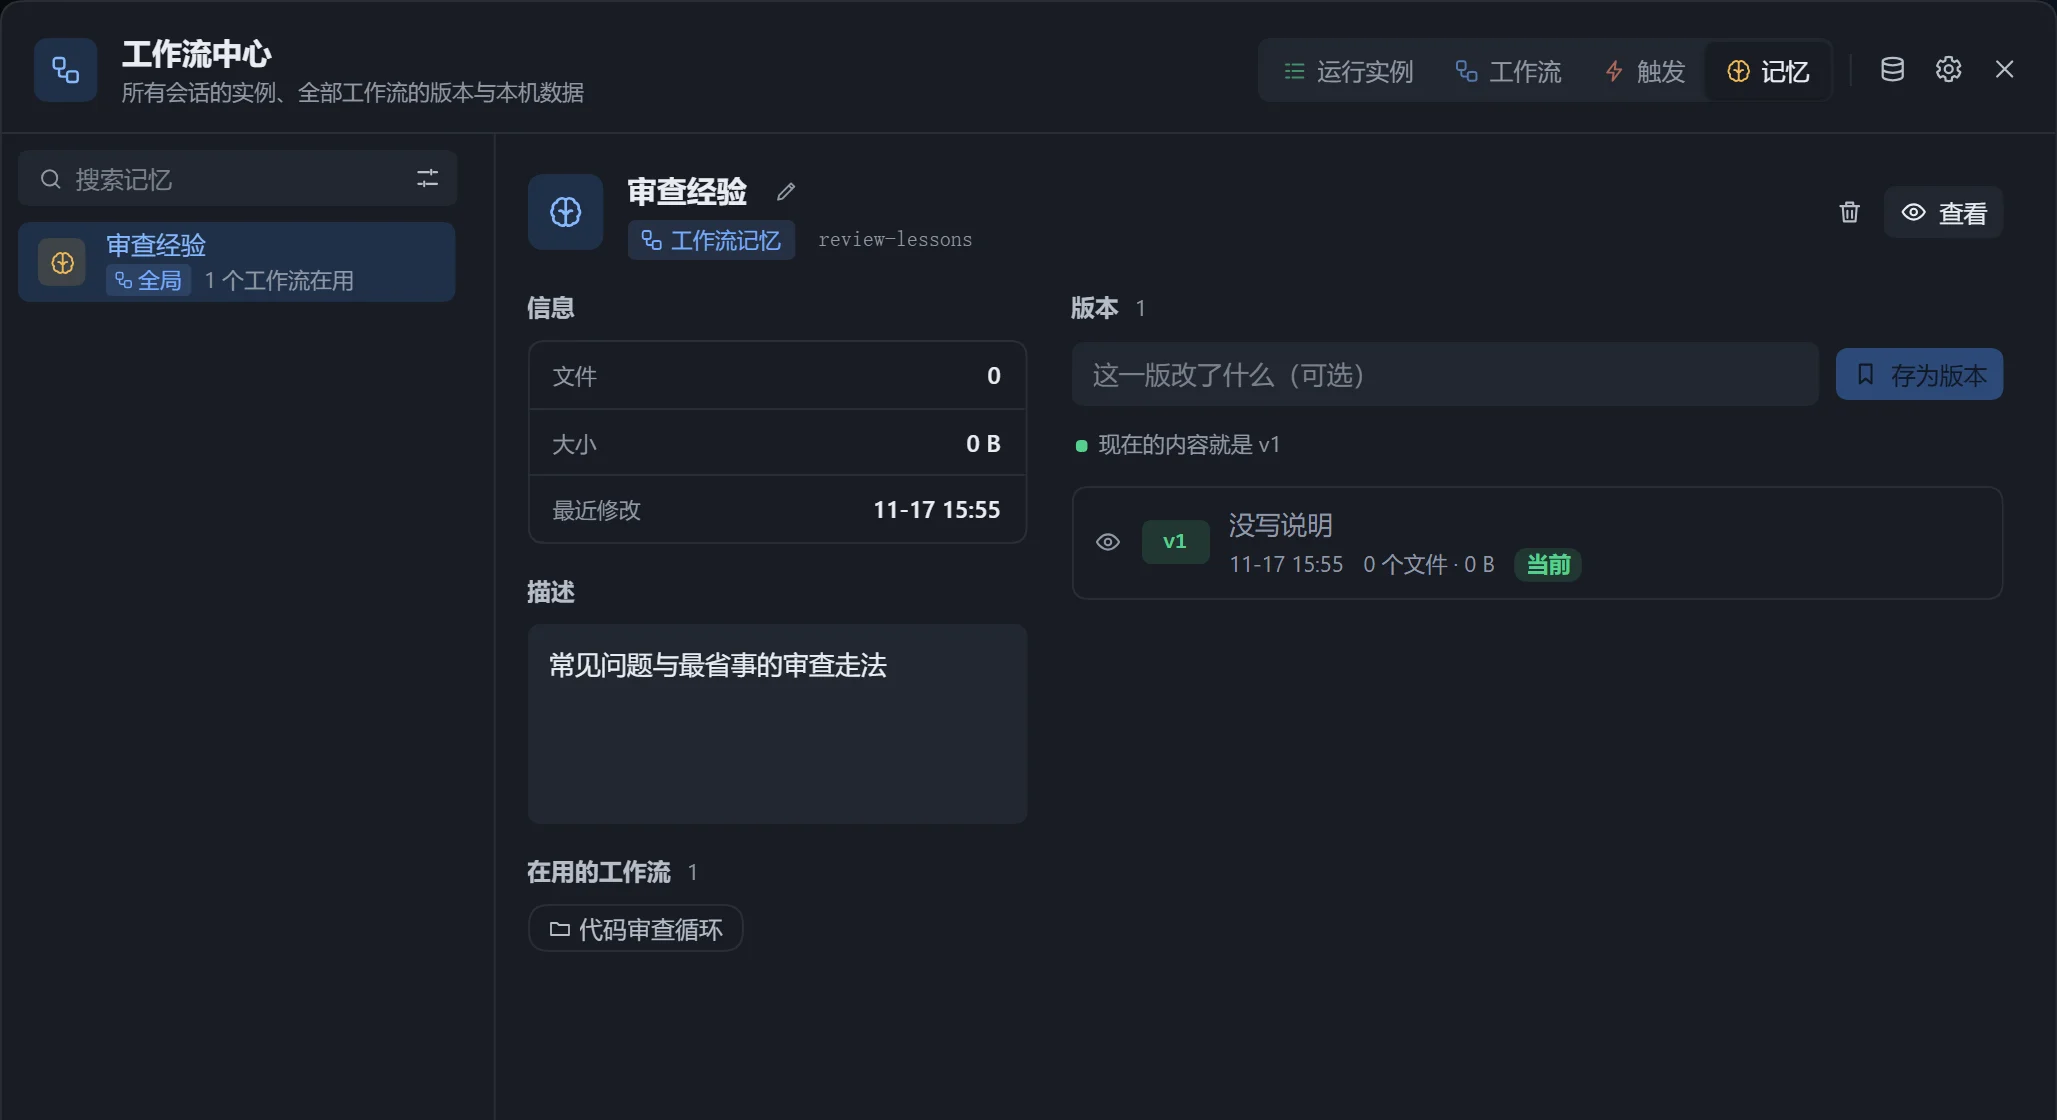 工作流中心
所有会话的实例、全部工作流的版本与本机数据
运行实例
工作流
触发
记忆
搜索记忆
审查经验
全局 1 个工作流在用
审查经验
工作流记忆 review-lessons
查看
信息
文件 0
大小 0 B
最近修改 11-17 15:55
描述
常见问题与最省事的审查走法
在用的工作流 1
代码审查循环
版本 1
这一版改了什么（可选）
存为版本
现在的内容就是 v1
v1
没写说明
11-17 15:55 0 个文件 · 0 B 当前